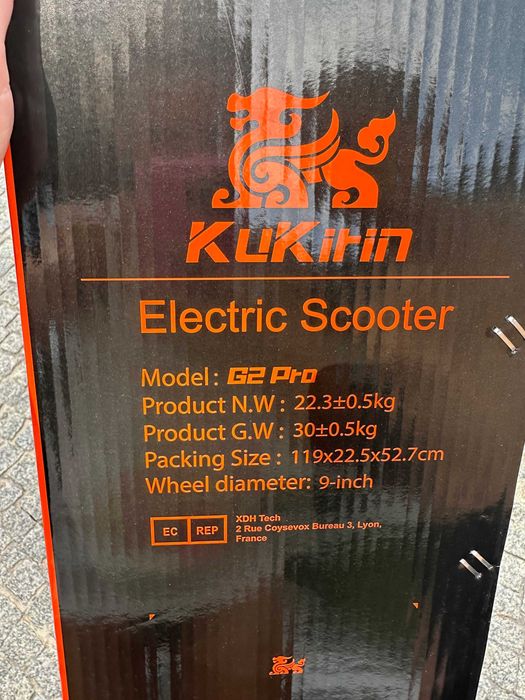 KuKirin
Electric Scooter
Model: G2 Pro
Product N.W : 22.3±0.5kg
Product G.W : 30±0.5kg
Packing Size : 119x22.5x52.7cm
Wheel diameter: 9-inch
EC REP
XDH Tech
2 Rue Coysevox Bureau 3, Lyon,
France